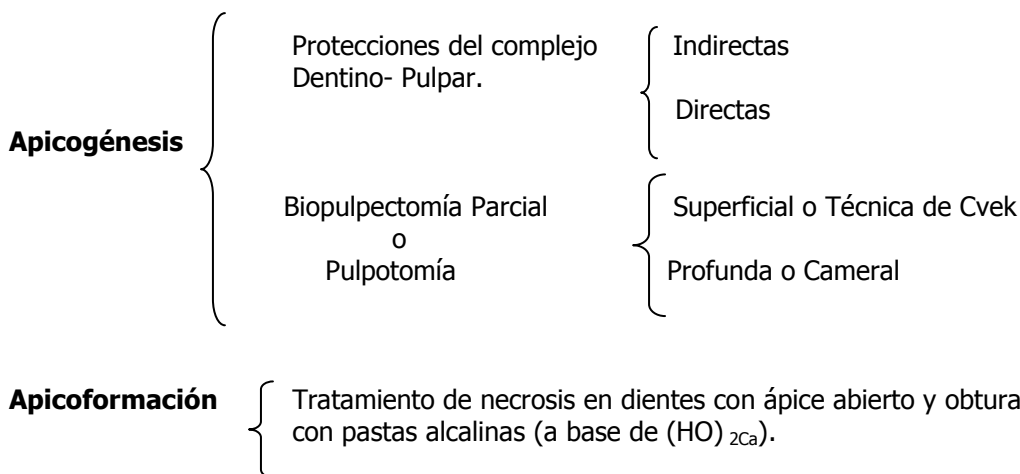 Protecciones del complejo
Dentino- Pulpar.
Indirectas
Directas
Apicogénesis
Biopulpectomía Parcial
o
Pulpotomía
Superficial o Técnica de Cvek
Profunda o Cameral
Apicoformación
Tratamiento de necrosis en dientes con ápice abierto y obtura
con pastas alcalinas (a base de (HO) 2Ca).